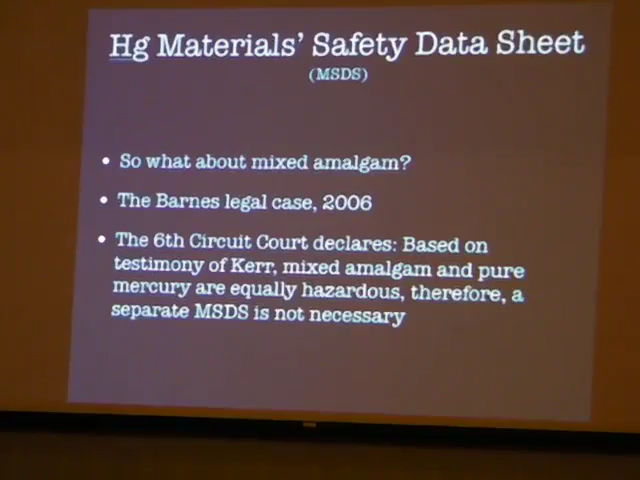 Hg Materials' Safety Data Sheet
(MSDS)
• So what about mixed amalgam?
• The Barnes legal case, 2006
• The 6th Circuit Court declares: Based on
testimony of Kerr, mixed amalgam and pure
mercury are equally hazardous, therefore, a
separate MSDS is not necessary